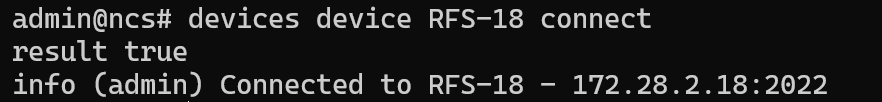 admin@ncs# devices device RFS-18 connect
result true
info (admin) Connected to RFS-18 - 172.28.2.18:2022